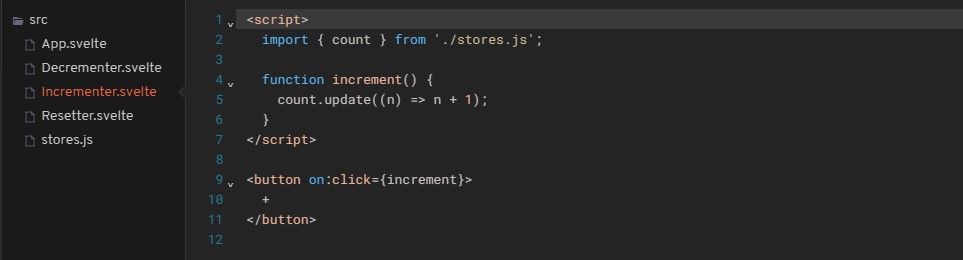 src
App.svelte
Decrementer.svelte
Incrementer.svelte
Resetter.svelte
stores.js
1 <script>
2 import { count } from './stores.js';
3
4 function increment() {
5 count.update((n) => n + 1);
6 }
7 </script>
8
9 <button on:click={increment}>
10 +
11 </button>
12